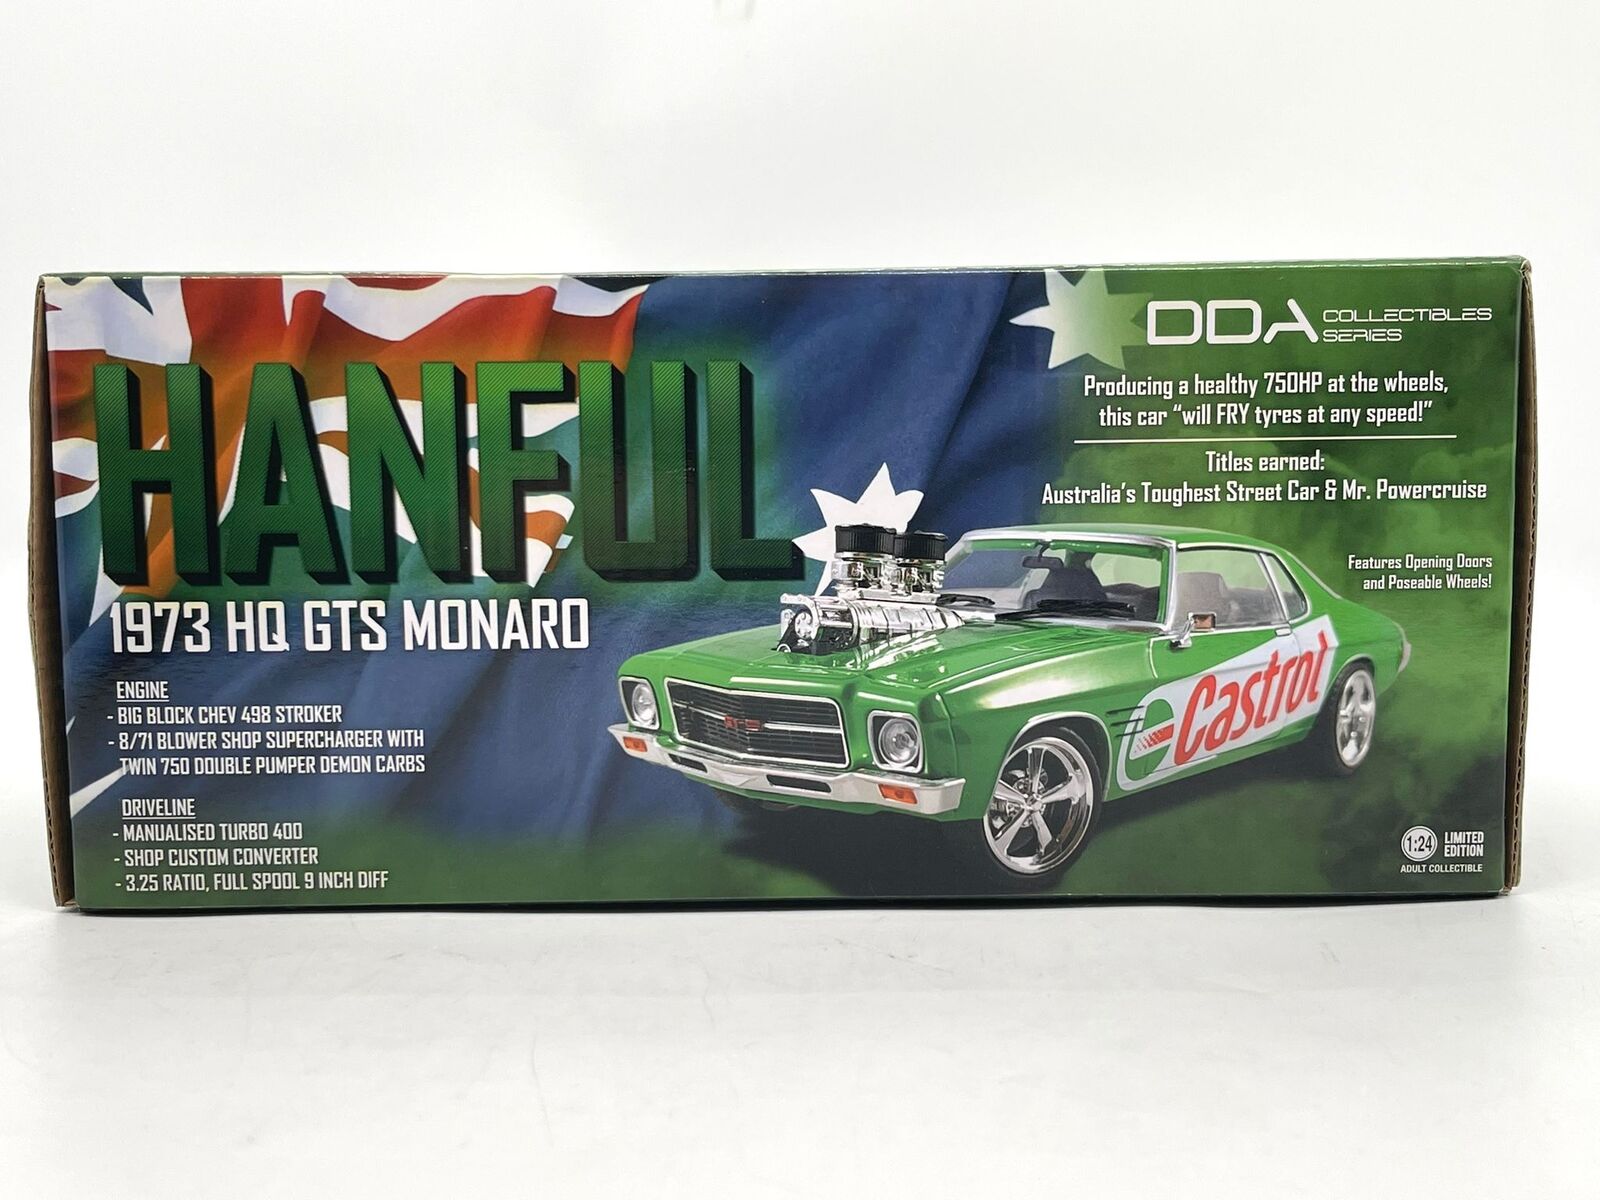 HANFUL
1973 HQ GTS MONARO
ENGINE
- BIG BLOCK CHEV 498 STROKER
- 8/71 BLOWER SHOP SUPERCHARGER WITH
TWIN 750 DOUBLE PUMPER DEMON CARBS
DRIVELINE
- MANUALISED TURBO 400
- SHOP CUSTOM CONVERTER
- 3.25 RATIO, FULL SPOOL 9 INCH DIFF
DDA COLLECTIBLES
SERIES
Producing a healthy 750HP at the wheels,
this car "will FRY tyres at any speed!"
Titles earned:
Australia's Toughest Street Car & Mr. Powercruise
Features Opening Doors
and Poseable Wheels!
GTS
Castrol
1:24 LIMITED
EDITION
ADULT COLLECTIBLE